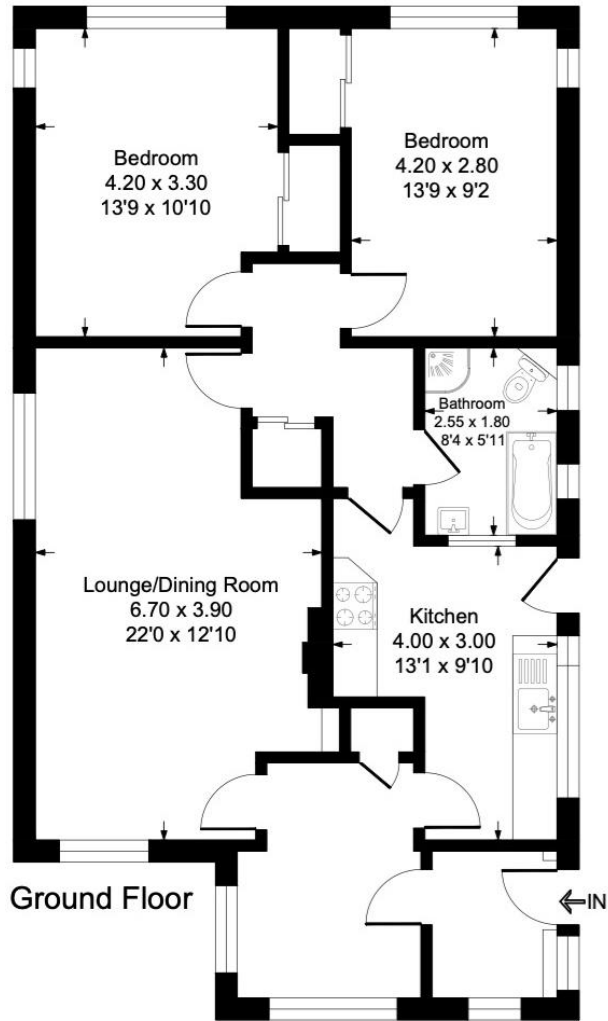 Bedroom
4.20 x 3.30
13'9 x 10'10
Bedroom
4.20 x 2.80
13'9 x 9'2
Bathroom
2.55 x 1.80
8'4 x 5'11
Lounge/Dining Room
6.70 x 3.90
22'0 x 12'10
Kitchen
4.00 x 3.00
13'1 x 9'10
Ground Floor
IN